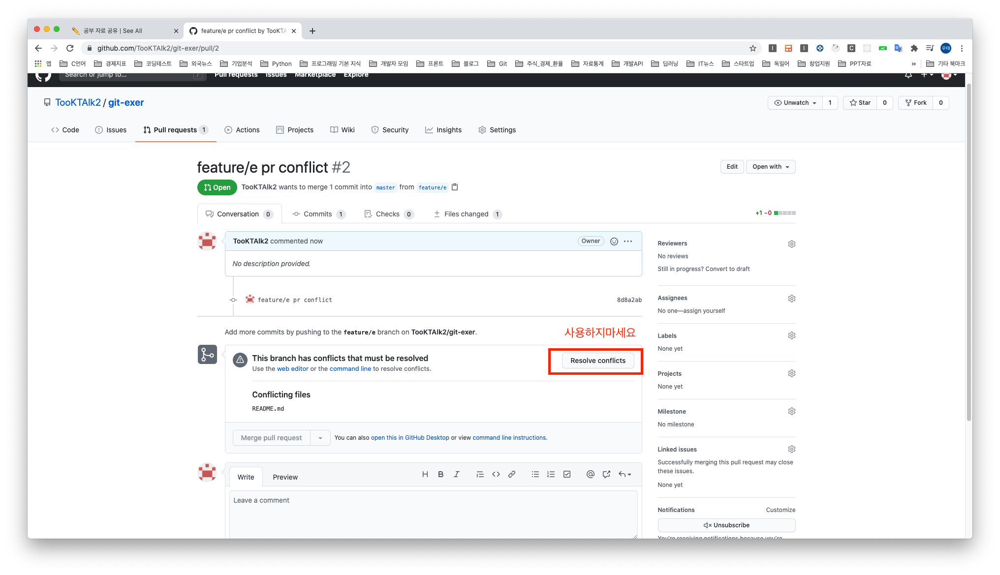 공부 자료 공유 | See All
feature/e pr conflict by TooKTA
github.com/TooKTAlk2/git-exer/pull/2
앱 C언어 경제지표 코딩테스트 외국뉴스 기업분석 Python 프로그래밍 기본 지식 개발자 모임 프론트 블로그 Git 주식_경제_환율 자료통계 개발API 딥러닝 IT뉴스 스타트업 독일어 창업지원 PPT자료 » 기타 북마크
Search or jump to... / Pull requests Issues Marketplace Explore
TooKTAlk2 / git-exer
Unwatch 1 Star 0 Fork 0
Code Issues Pull requests 1 Actions Projects Wiki Security Insights Settings
feature/e pr conflict #2
Edit Open with
Open TooKTAlk2 wants to merge 1 commit into master from feature/e
Conversation 0 Commits 1 Checks 0 Files changed 1 +1 −0
TooKTAlk2 commented now Owner
No description provided.
feature/e pr conflict 8d8a2ab
Add more commits by pushing to the feature/e branch on TooKTAlk2/git-exer.
사용하지마세요
This branch has conflicts that must be resolved
Use the web editor or the command line to resolve conflicts.
Resolve conflicts
Conflicting files
README.md
Merge pull request You can also open this in GitHub Desktop or view command line instructions.
Write Preview
Leave a comment
Reviewers
No reviews
Still in progress? Convert to draft
Assignees
No one—assign yourself
Labels
None yet
Projects
None yet
Milestone
No milestone
Linked issues
Successfully merging this pull request may close
these issues.
None yet
Notifications Customize
Unsubscribe
You're receiving notifications because you're